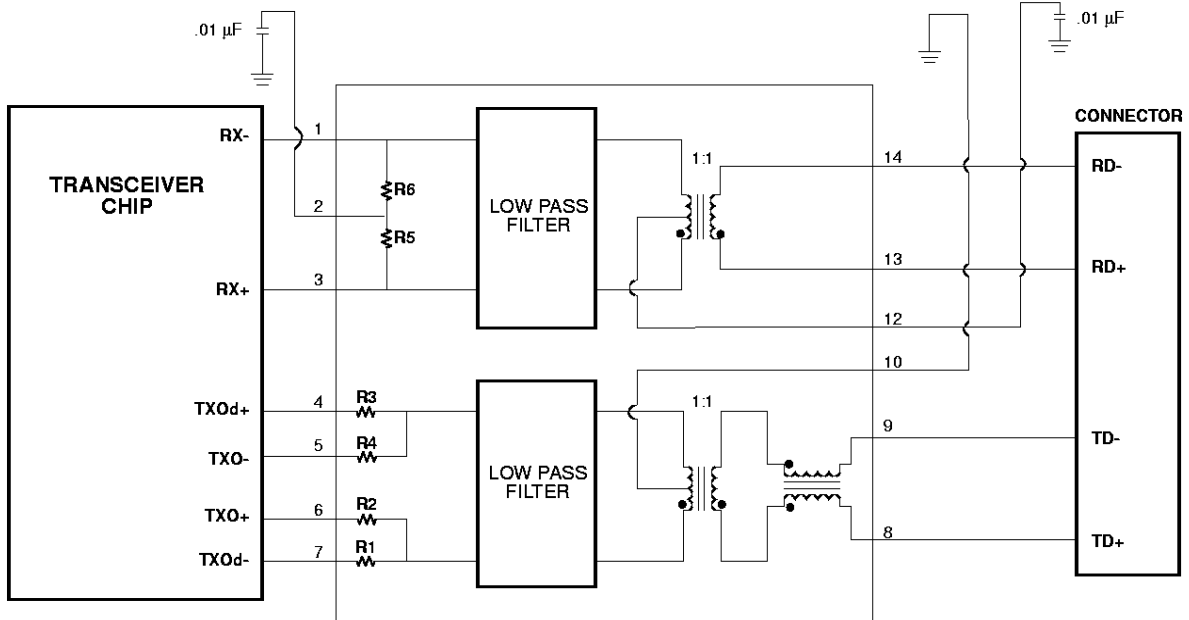 .01 µF
.01 µF
CONNECTOR
TRANSCEIVER
CHIP
RX-
1
R6
2
R5
RX+
3
LOW PASS
FILTER
1:1
14
RD-
13
RD+
12
10
TXOd+
4
R3
TXO-
5
R4
TXO+
6
R2
TXOd-
7
R1
LOW PASS
FILTER
1:1
9
TD-
8
TD+